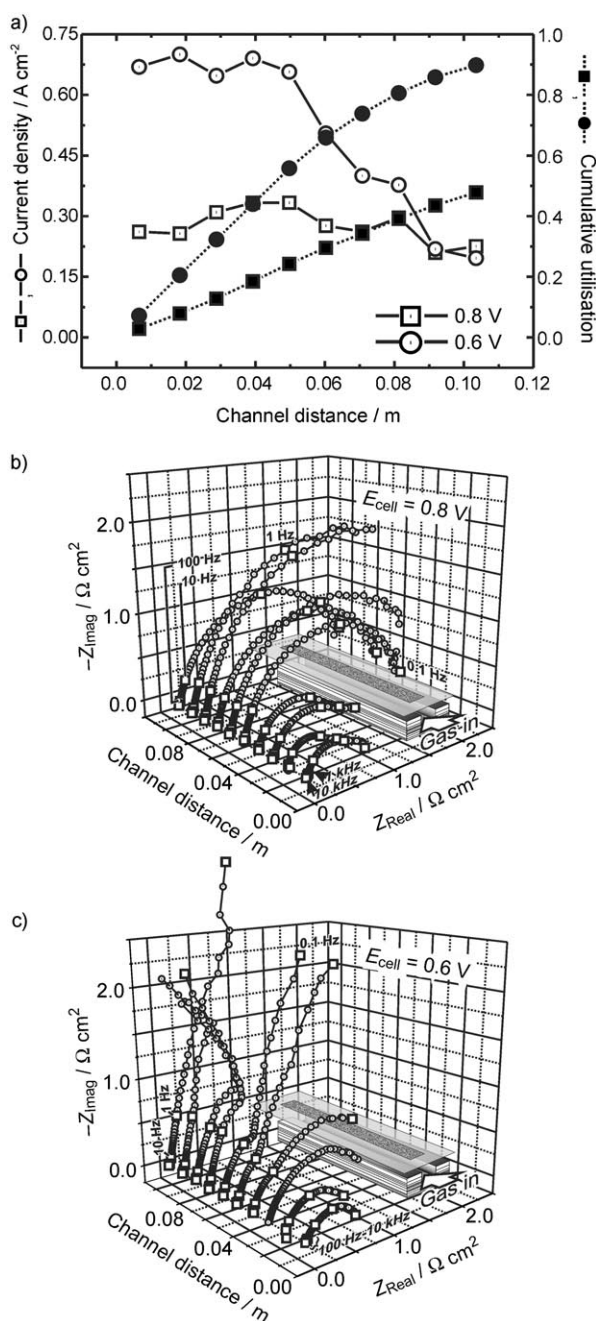 a)
0.75
0.60
0.45
0.30
0.15
0.00
Current density / A cm⁻²
1.0
0.8
0.6
0.4
0.2
0.0
Cumulative utilisation
0.8 V
0.6 V
0.0 0.02 0.04 0.06 0.08 0.10 0.12
Channel distance / m
b)
E_cell = 0.8 V
2.0
1.0
0.0
−Z_Imag / Ω cm²
100 Hz
10 Hz
1 Hz
0.1 Hz
Gas in
1 kHz
10 kHz
0.08
0.04
0.00
Channel distance / m
0.0
1.0
2.0
Z_Real / Ω cm²
c)
E_cell = 0.6 V
2.0
1.0
0.0
−Z_Imag / Ω cm²
0.1 Hz
1 Hz
10 Hz
Gas in
100 Hz-10 kHz
0.08
0.04
0.00
Channel distance / m
0.0
1.0
2.0
Z_Real / Ω cm²